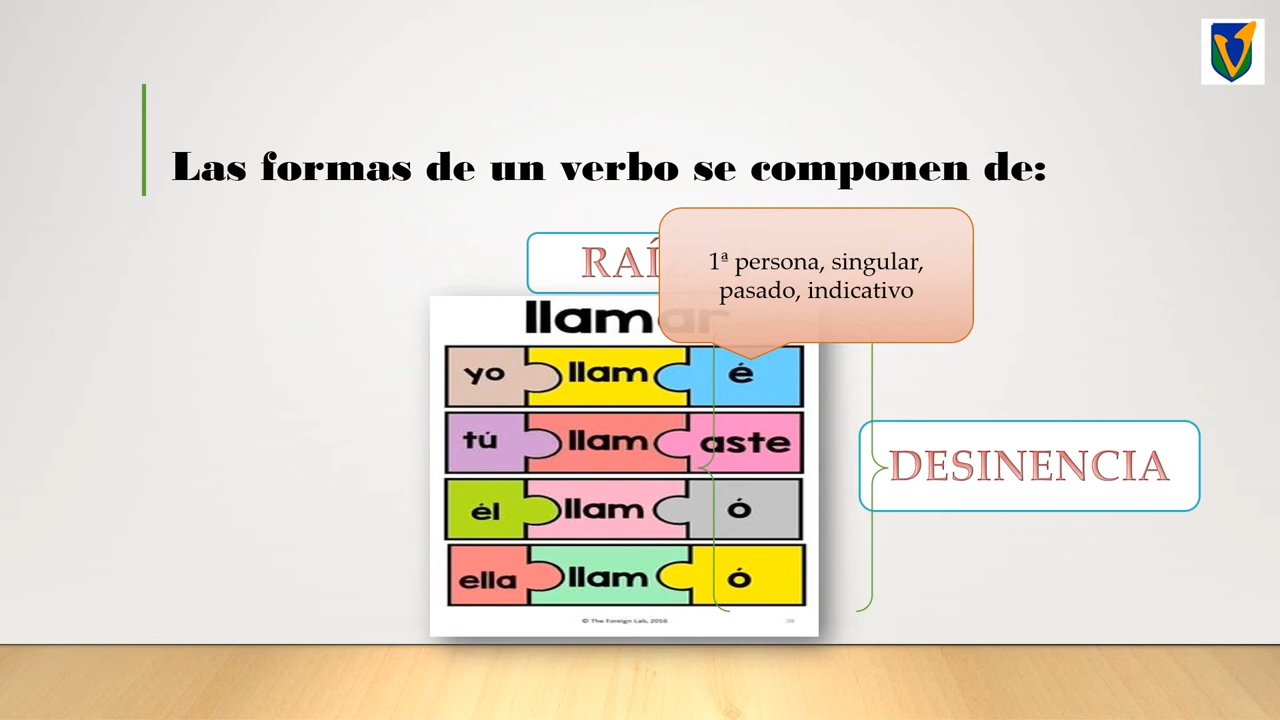 Las formas de un verbo se componen de:
RAÍ
1ª persona, singular,
pasado, indicativo
llamar
yo llam é
tú llam aste
él llam ó
ella llam ó
DESINENCIA
© The Foreign Lab, 2016